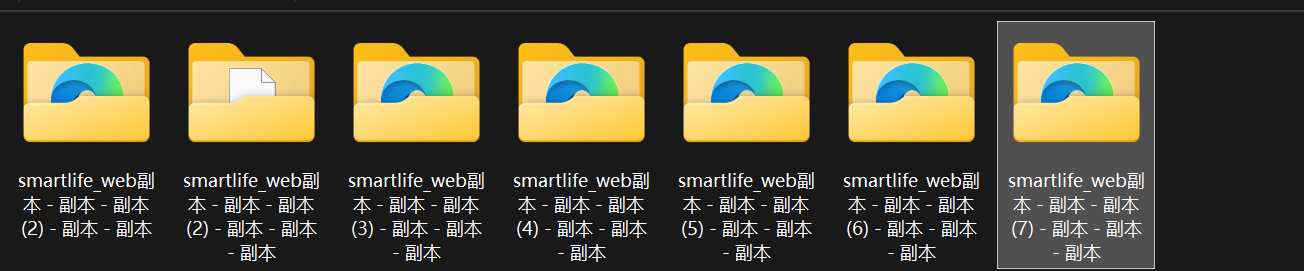 smartlife_web副
本 - 副本 - 副本
(2) - 副本 - 副本
smartlife_web副
本 - 副本 - 副本
(2) - 副本 - 副本
- 副本
smartlife_web副
本 - 副本 - 副本
(3) - 副本 - 副本
- 副本
smartlife_web副
本 - 副本 - 副本
(4) - 副本 - 副本
- 副本
smartlife_web副
本 - 副本 - 副本
(5) - 副本 - 副本
- 副本
smartlife_web副
本 - 副本 - 副本
(6) - 副本 - 副本
- 副本
smartlife_web副
本 - 副本 - 副本
(7) - 副本 - 副本
- 副本